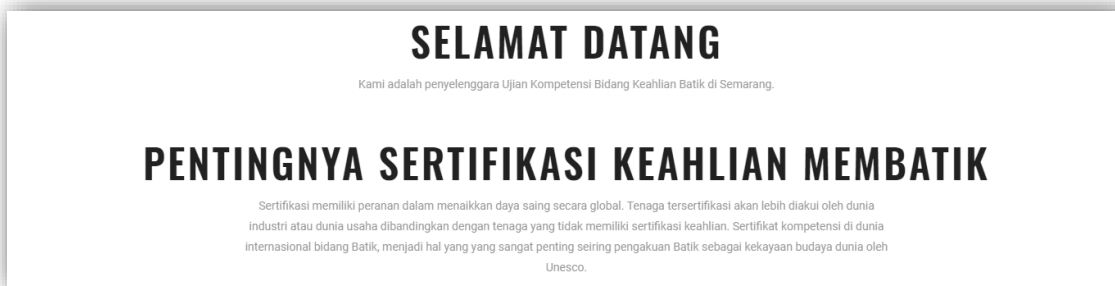 SELAMAT DATANG
Kami adalah penyelenggara Ujian Kompetensi Bidang Keahlian Batik di Semarang.
PENTINGNYA SERTIFIKASI KEAHLIAN MEMBATIK
Sertifikasi memiliki peranan dalam menaikkan daya saing secara global. Tenaga tersertifikasi akan lebih diakui oleh dunia
industri atau dunia usaha dibandingkan dengan tenaga yang tidak memiliki sertifikasi keahlian. Sertifikat kompetensi di dunia
internasional bidang Batik, menjadi hal yang yang sangat penting seiring pengakuan Batik sebagai kekayaan budaya dunia oleh
Unesco.